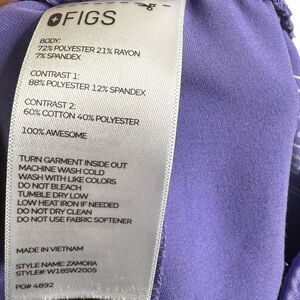 FIGS
BODY:
72% POLYESTER 21% RAYON
7% SPANDEX
CONTRAST 1:
88% POLYESTER 12% SPANDEX
CONTRAST 2:
60% COTTON 40% POLYESTER
100% AWESOME
TURN GARMENT INSIDE OUT
MACHINE WASH COLD
WASH WITH LIKE COLORS
DO NOT BLEACH
TUMBLE DRY LOW
LOW HEAT IRON IF NEEDED
DO NOT DRY CLEAN
DO NOT USE FABRIC SOFTENER
MADE IN VIETNAM
STYLE NAME: ZAMORA
STYLE#: W18SW2005
PO# 4892